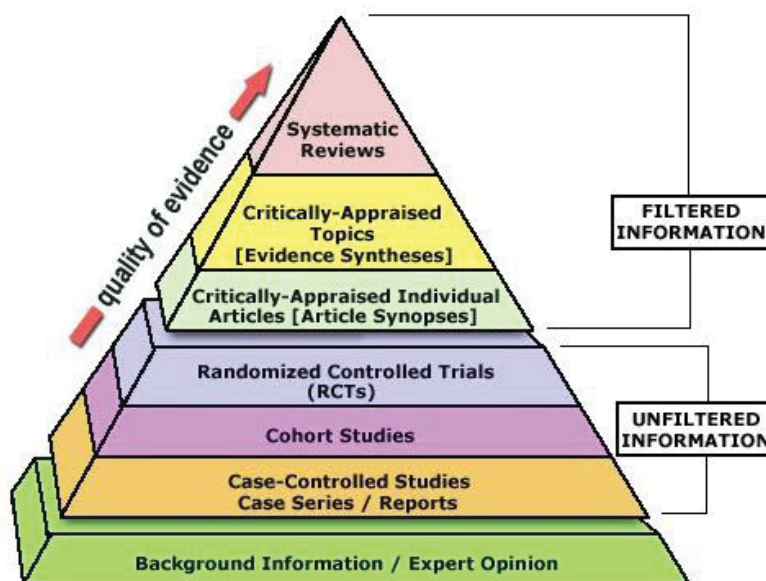 quality of evidence
Systematic
Reviews
Critically-Appraised
Topics
[Evidence Syntheses]
Critically-Appraised Individual
Articles [Article Synopses]
FILTERED
INFORMATION
Randomized Controlled Trials
(RCTs)
Cohort Studies
Case-Controlled Studies
Case Series / Reports
UNFILTERED
INFORMATION
Background Information / Expert Opinion